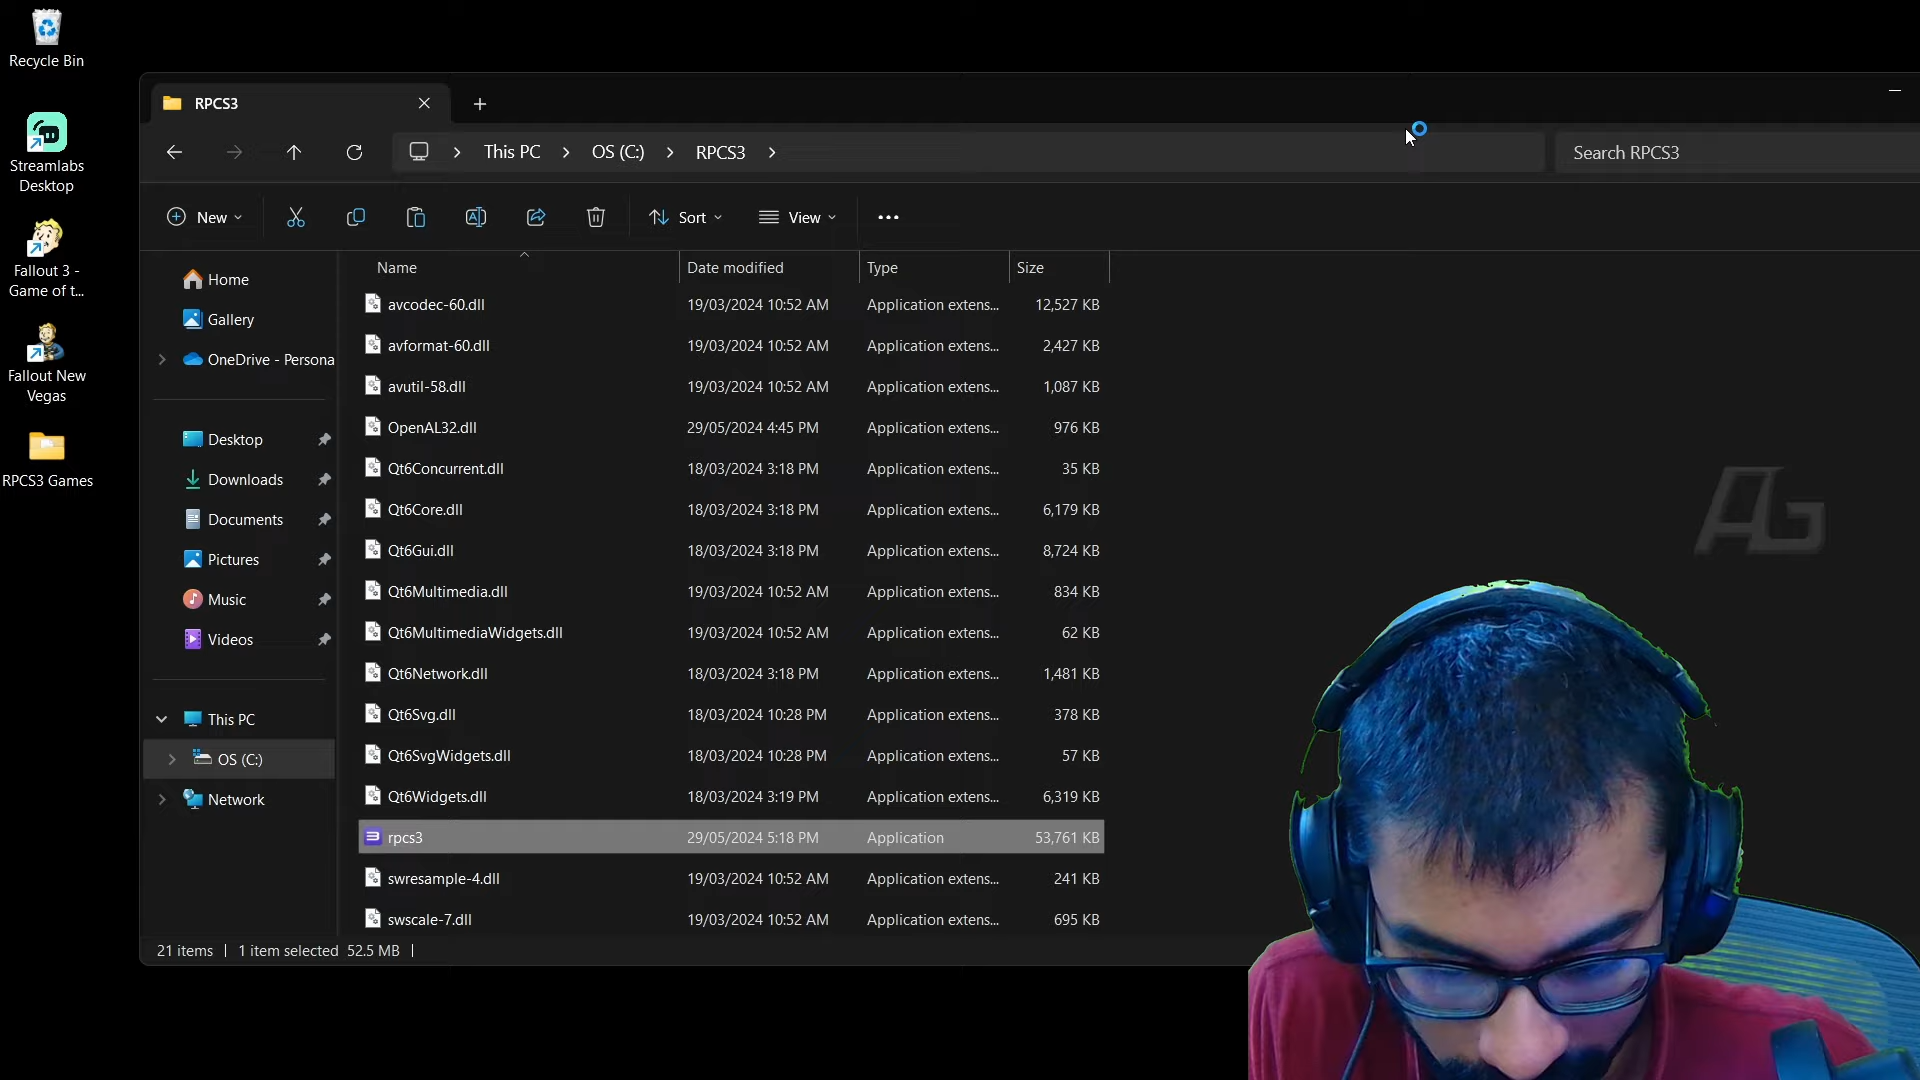 Recycle Bin
Streamlabs
Desktop
Fallout 3 -
Game of t...
Fallout New
Vegas
RPCS3 Games
RPCS3
This PC
OS (C:)
RPCS3
Search RPCS3
New
Sort
View
Home
Gallery
OneDrive - Persona
Desktop
Downloads
Documents
Pictures
Music
Videos
This PC
OS (C:)
Network
Name Date modified Type Size
avcodec-60.dll 19/03/2024 10:52 AM Application extens... 12,527 KB
avformat-60.dll 19/03/2024 10:52 AM Application extens... 2,427 KB
avutil-58.dll 19/03/2024 10:52 AM Application extens... 1,087 KB
OpenAL32.dll 29/05/2024 4:45 PM Application extens... 976 KB
Qt6Concurrent.dll 18/03/2024 3:18 PM Application extens... 35 KB
Qt6Core.dll 18/03/2024 3:18 PM Application extens... 6,179 KB
Qt6Gui.dll 18/03/2024 3:18 PM Application extens... 8,724 KB
Qt6Multimedia.dll 19/03/2024 10:52 AM Application extens... 834 KB
Qt6MultimediaWidgets.dll 19/03/2024 10:52 AM Application extens... 62 KB
Qt6Network.dll 18/03/2024 3:18 PM Application extens... 1,481 KB
Qt6Svg.dll 18/03/2024 10:28 PM Application extens... 378 KB
Qt6SvgWidgets.dll 18/03/2024 10:28 PM Application extens... 57 KB
Qt6Widgets.dll 18/03/2024 3:19 PM Application extens... 6,319 KB
rpcs3 29/05/2024 5:18 PM Application 53,761 KB
swresample-4.dll 19/03/2024 10:52 AM Application extens... 241 KB
swscale-7.dll 19/03/2024 10:52 AM Application extens... 695 KB
21 items 1 item selected 52.5 MB
AG